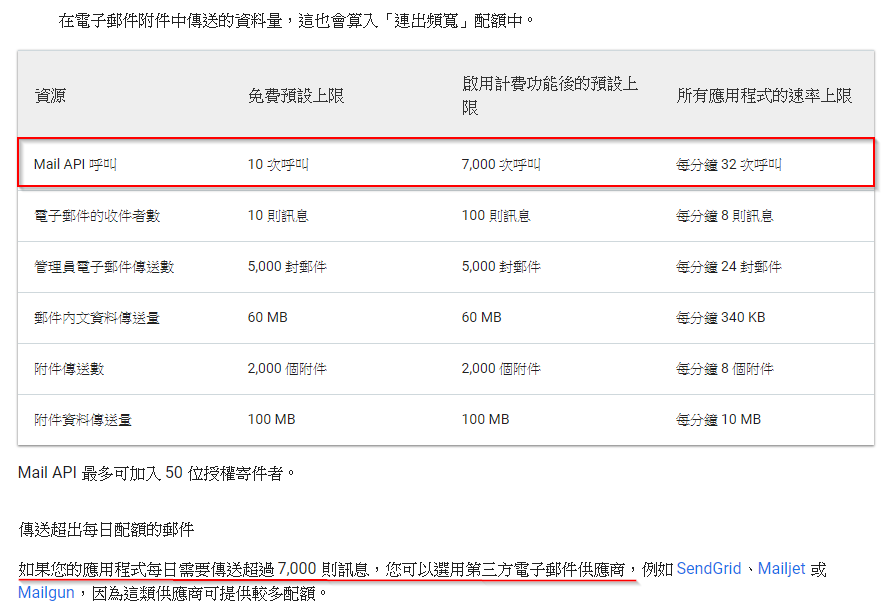 在電子郵件附件中傳送的資料量，這也會算入「連出頻寬」配額中。
資源 免費預設上限 啟用計費功能後的預設上限 所有應用程式的速率上限
Mail API 呼叫 10 次呼叫 7,000 次呼叫 每分鐘 32 次呼叫
電子郵件的收件者數 10 則訊息 100 則訊息 每分鐘 8 則訊息
管理員電子郵件傳送數 5,000 封郵件 5,000 封郵件 每分鐘 24 封郵件
郵件內文資料傳送量 60 MB 60 MB 每分鐘 340 KB
附件傳送數 2,000 個附件 2,000 個附件 每分鐘 8 個附件
附件資料傳送量 100 MB 100 MB 每分鐘 10 MB
Mail API 最多可加入 50 位授權寄件者。
傳送超出每日配額的郵件
如果您的應用程式每日需要傳送超過 7,000 則訊息，您可以選用第三方電子郵件供應商，例如 SendGrid、Mailjet 或
Mailgun，因為這類供應商可提供較多配額。